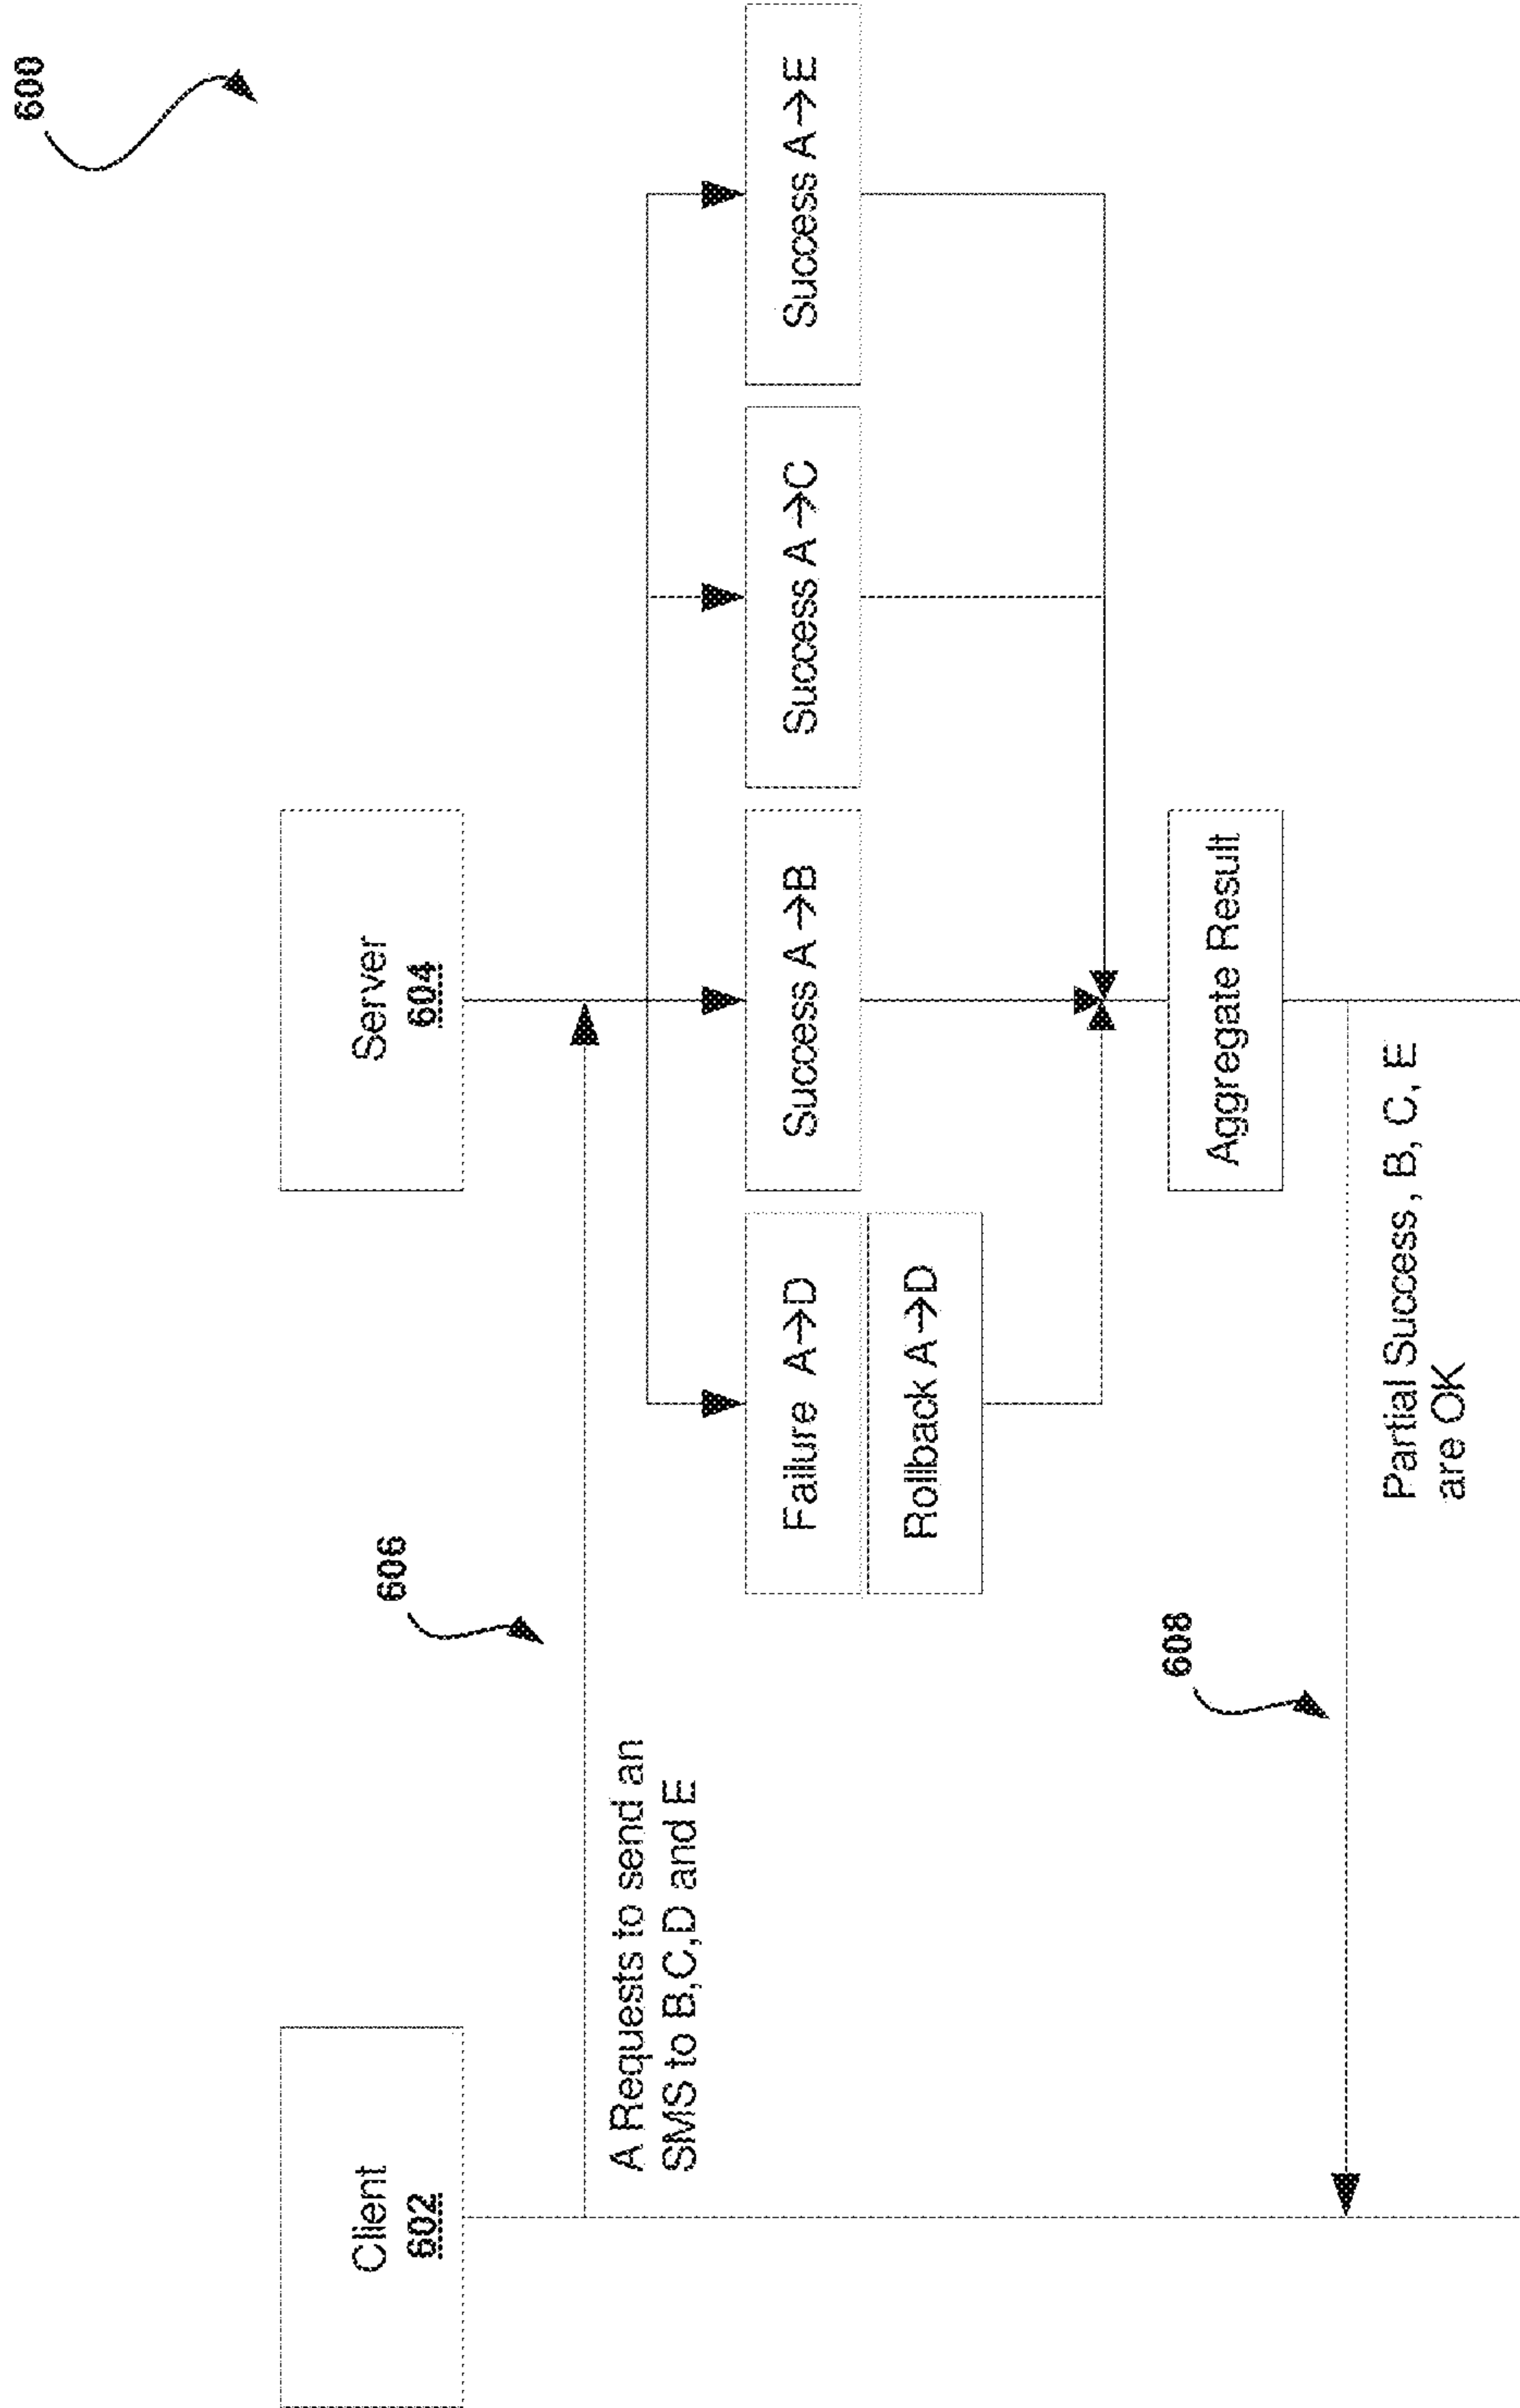 600
Client
602
Server
604
606
A Requests to send an
SMS to B,C,D and E
Failure A→D
Rollback A→D
Success A→B
Success A→C
Success A→E
Aggregate Result
608
Partial Success, B, C, E
are OK